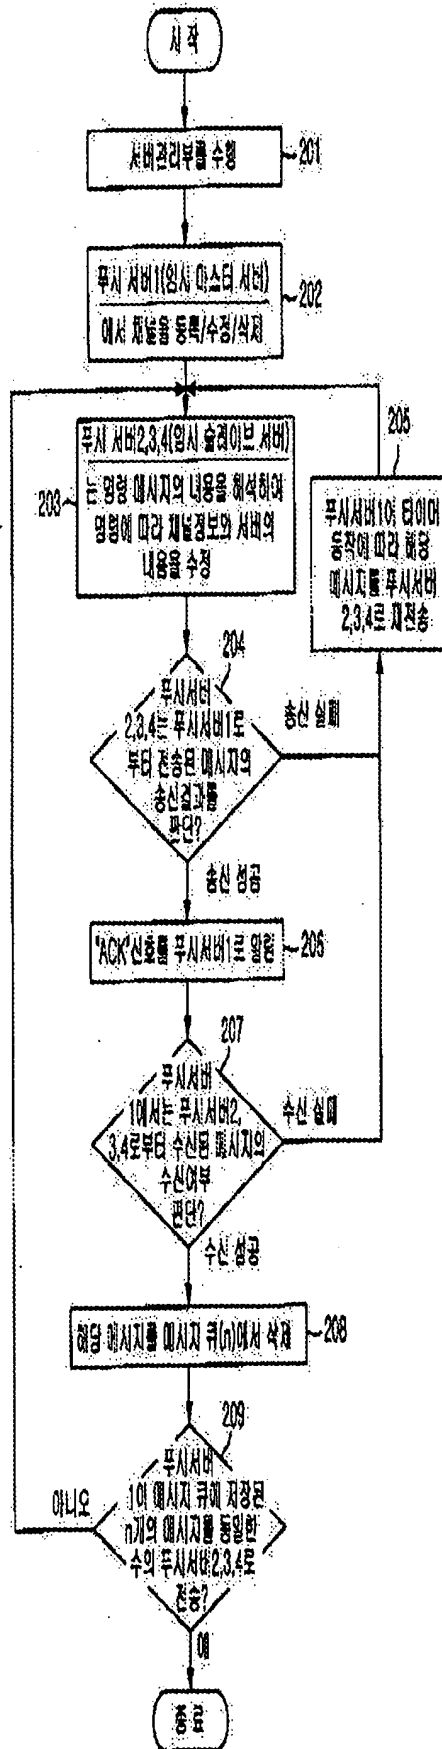 시 작
서버관리부를 수행
201
푸시 서버1(임시 마스터 서버)
에서 채널을 등록/수정/삭제
202
푸시 서버2,3,4(임시 슬레이브 서버)
는 명령 메시지의 내용을 해석하여
명령에 따라 채널정보와 서버의
내용을 수정
203
205
푸시서버1이 타이머
동작에 따라 해당
메시지를 푸시서버
2,3,4로 재전송
204
푸시서버
2,3,4는 푸시서버1로
부터 전송된 메시지의
송신결과를
판단?
송신 실패
송신 성공
"ACK"신호를 푸시서버1로
206
207
푸시서버
1에서는 푸시서버2,
3,4로부터 수신된 메시지의
수신여부
판단?
수신 실패
수신 성공
해당 메시지를 메시지 큐(n)에서 삭제
208
209
푸시서버
1이 메시지 큐에 저장된
n개의 메시지를 동일한
수의 푸시서버2,3,4로
전송?
아니오
예
종료